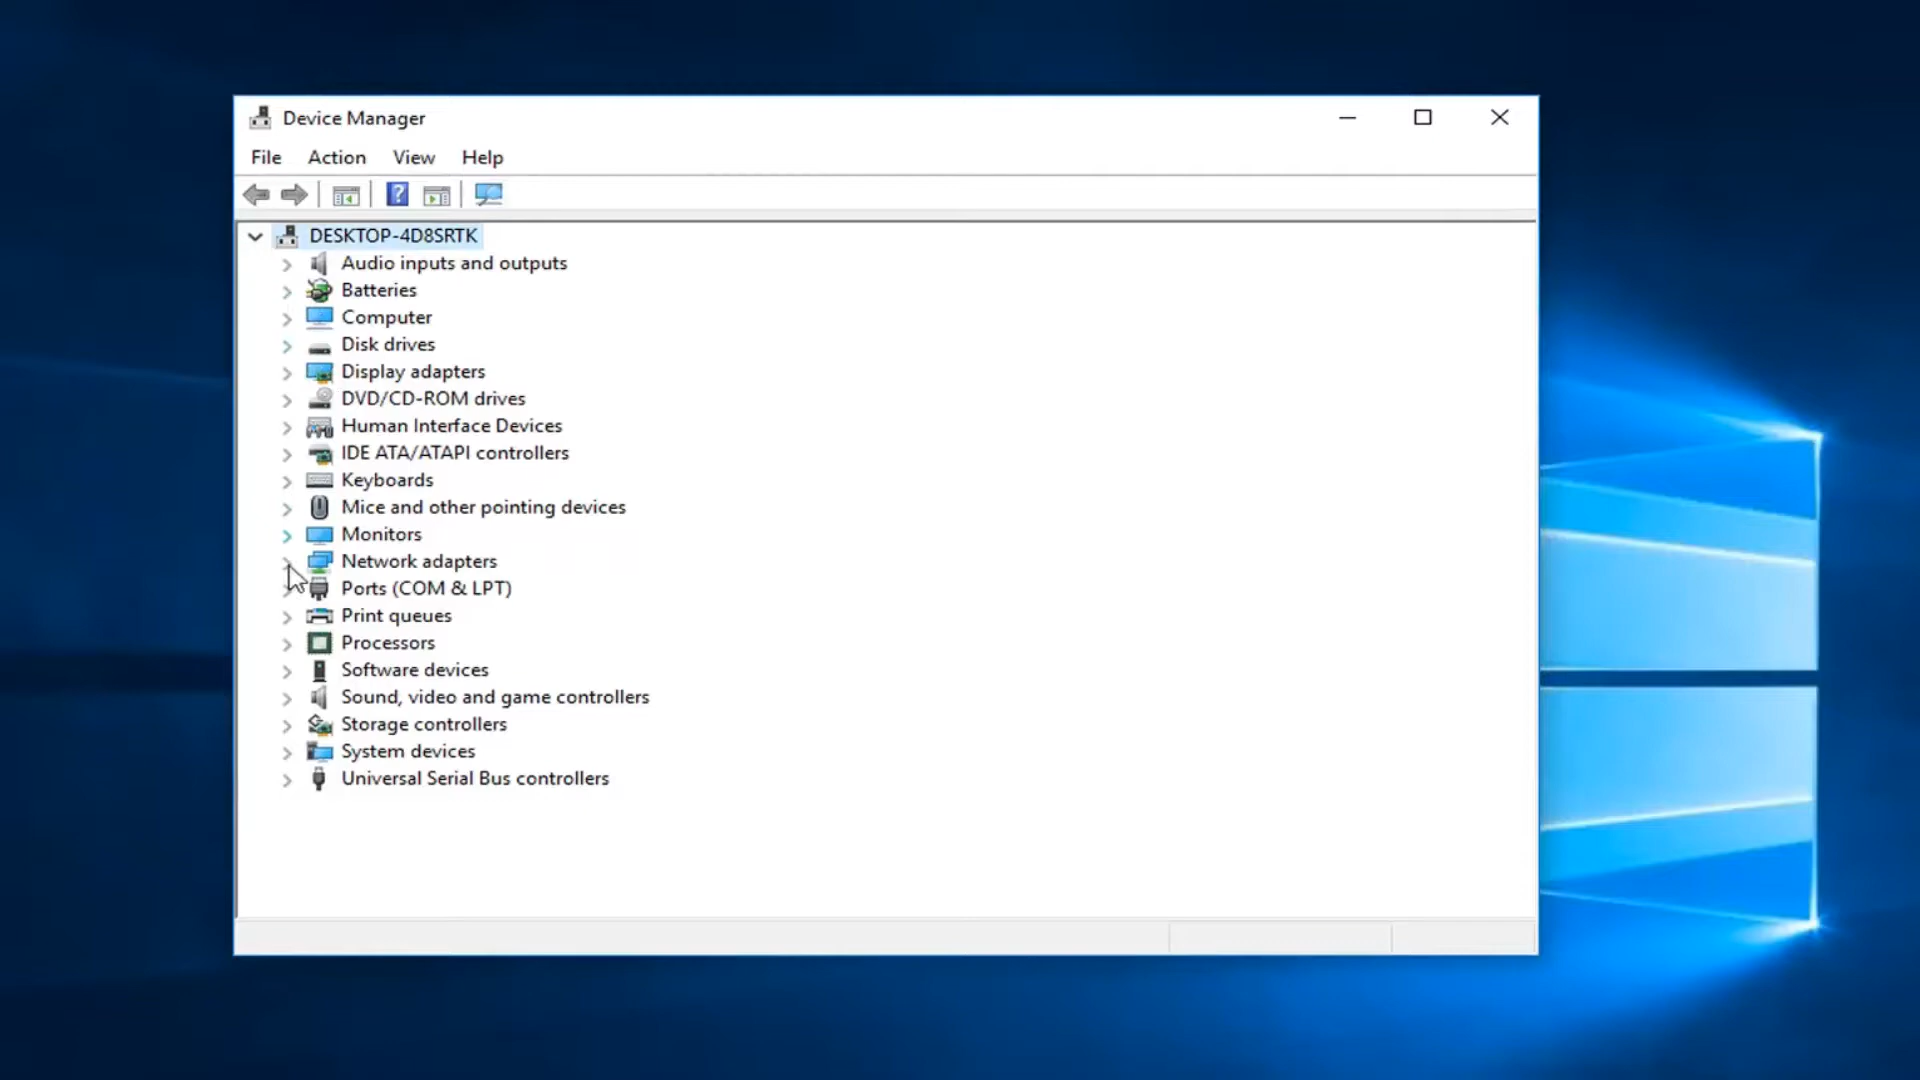 Device Manager
File Action View Help
?
DESKTOP-4D8SRTK
Audio inputs and outputs
Batteries
Computer
Disk drives
Display adapters
DVD/CD-ROM drives
Human Interface Devices
IDE ATA/ATAPI controllers
Keyboards
Mice and other pointing devices
Monitors
Network adapters
Ports (COM & LPT)
Print queues
Processors
Software devices
Sound, video and game controllers
Storage controllers
System devices
Universal Serial Bus controllers